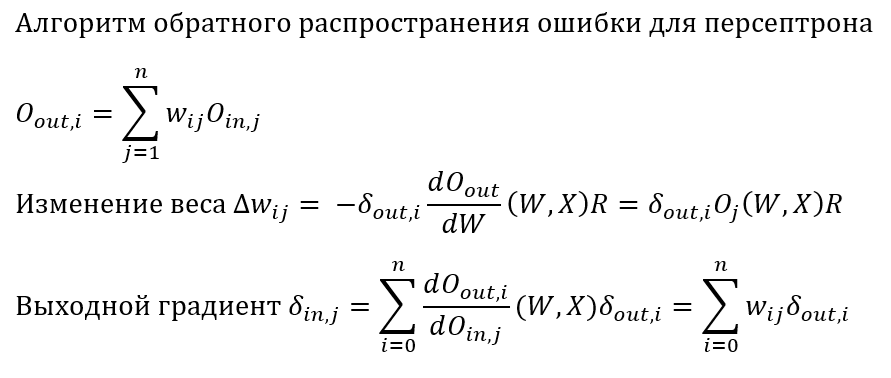 Алгоритм обратного распространения ошибки для персептрона
$O_{out,i} = \sum_{j=1}^{n} w_{ij} O_{in,j}$
Изменение веса $\Delta w_{ij} = -\delta_{out,i} \frac{dO_{out}}{dW} (W, X) R = \delta_{out,i} O_j (W, X) R$
Выходной градиент $\delta_{in,j} = \sum_{i=0}^{n} \frac{dO_{out,i}}{dO_{in,j}} (W, X) \delta_{out,i} = \sum_{i=0}^{n} w_{ij} \delta_{out,i}$